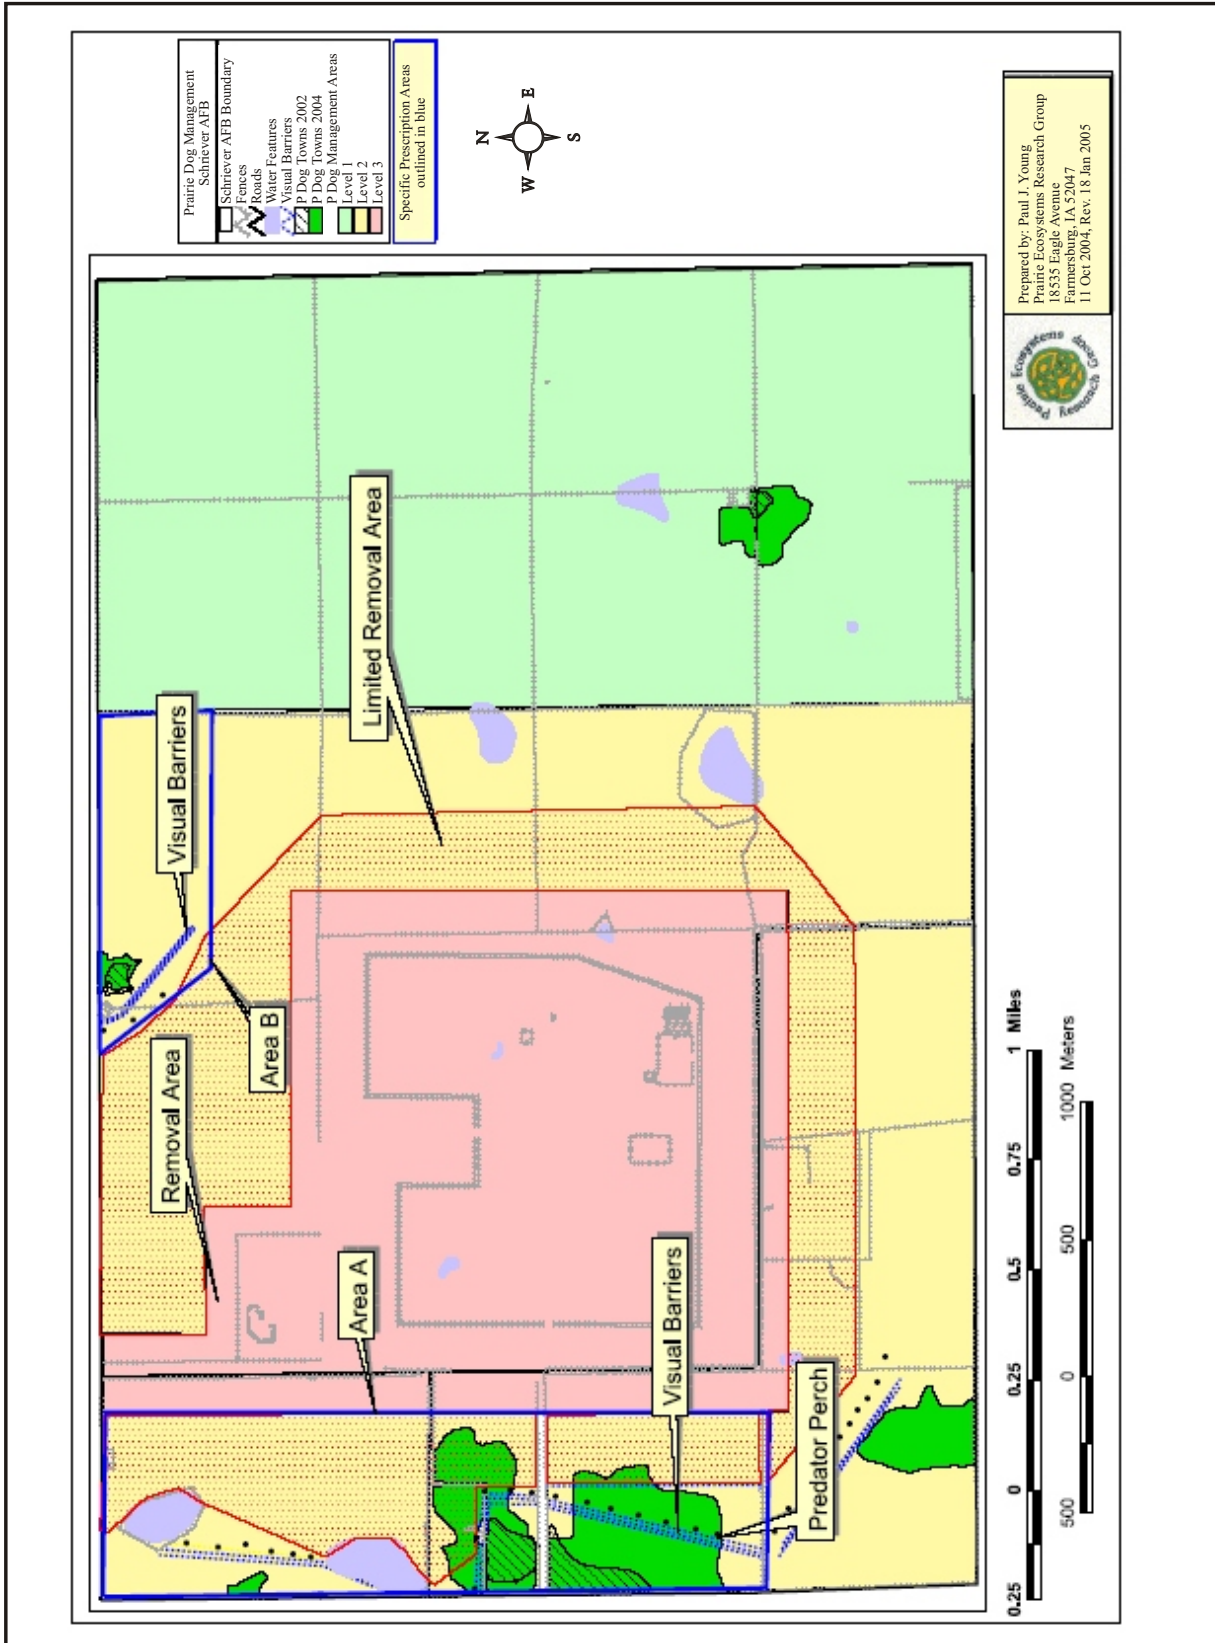 Prairie Dog Management
Schriever AFB
Schriever AFB Boundary
Fences
Roads
Water Features
Visual Barriers
P Dog Towns 2002
P Dog Towns 2004
P Dog Management Areas
Level 1
Level 2
Level 3
Specific Prescription Areas
outlined in blue
N
E
S
W
Visual Barriers
Limited Removal Area
Removal Area
Area B
Area A
Visual Barriers
Predator Perch
0.25 0 0.25 0.5 0.75 1 Miles
500 0 500 1000 Meters
Prairie Ecosystems Research Group
Prepared by: Paul J. Young
Prairie Ecosystems Research Group
18535 Eagle Avenue
Farmersburg, IA 52047
11 Oct 2004, Rev. 18 Jan 2005